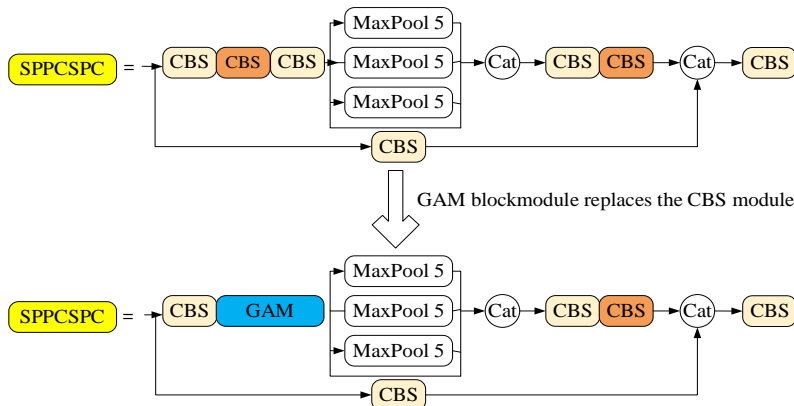 MaxPool 5
SPPCSPC = CBS CBS CBS MaxPool 5 Cat CBS CBS Cat CBS
MaxPool 5
CBS
GAM blockmodule replaces the CBS module
MaxPool 5
SPPCSPC = CBS GAM MaxPool 5 Cat CBS CBS Cat CBS
MaxPool 5
CBS